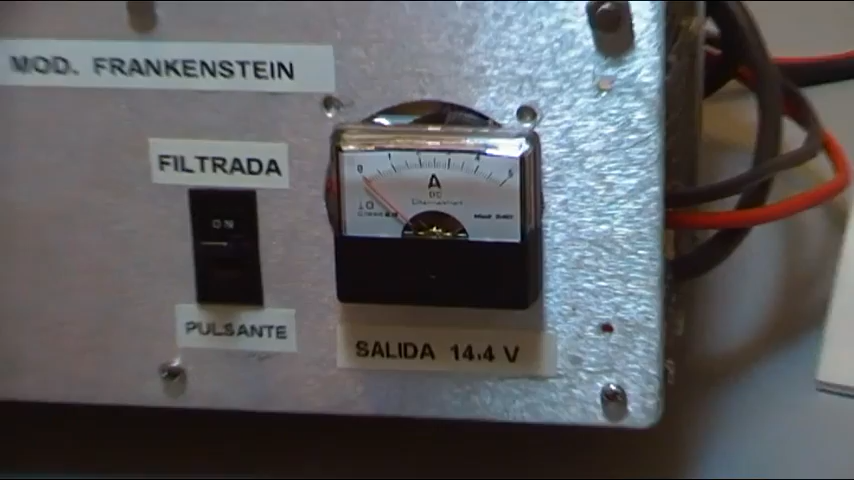 MOD. FRANKENSTEIN
FILTRADA
ON
PULSANTE
0 1 2 3 4 5
A
DC
SALIDA 14.4 V